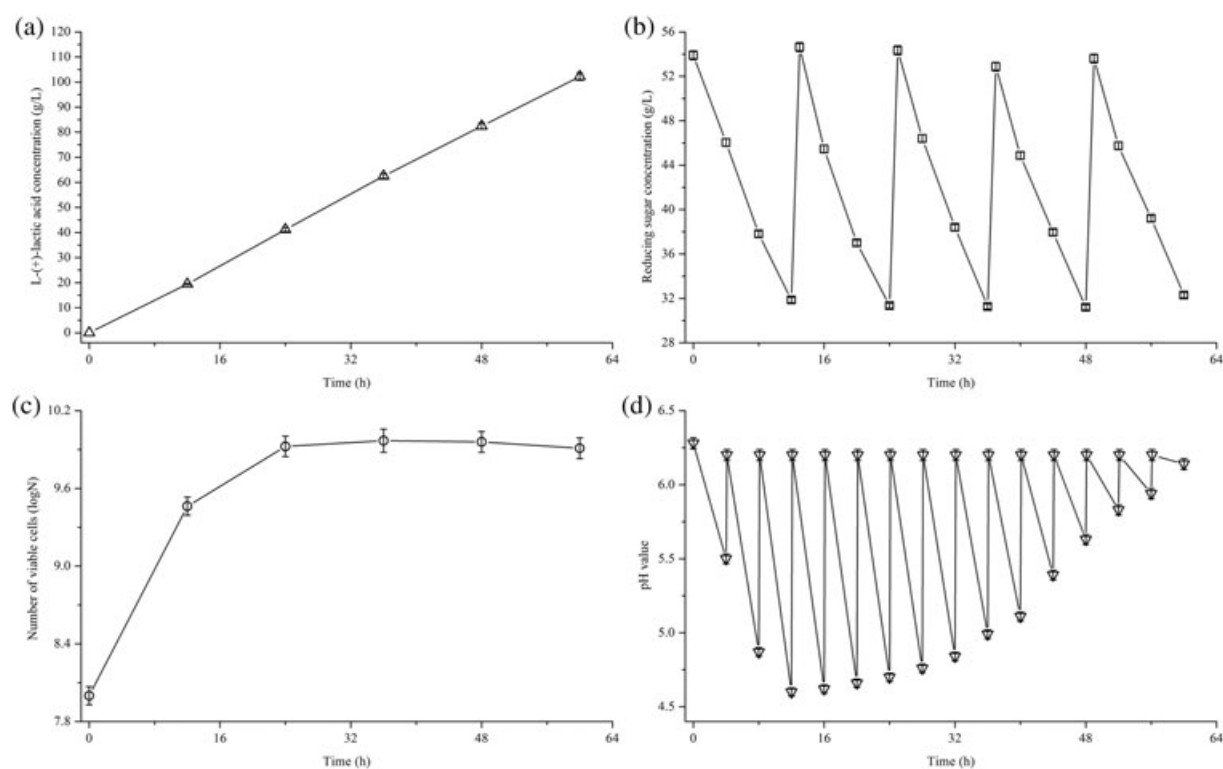 (a)
L-(+)-lactic acid concentration (g/L)
120
110
100
90
80
70
60
50
40
30
20
10
0
0 16 32 48 64
Time (h)
(b)
Reducing sugar concentration (g/L)
56
52
48
44
40
36
32
28
0 16 32 48 64
Time (h)
(c)
Number of viable cells (logN)
10.2
9.6
9.0
8.4
7.8
0 16 32 48 64
Time (h)
(d)
pH value
6.5
6.0
5.5
5.0
4.5
0 16 32 48 64
Time (h)